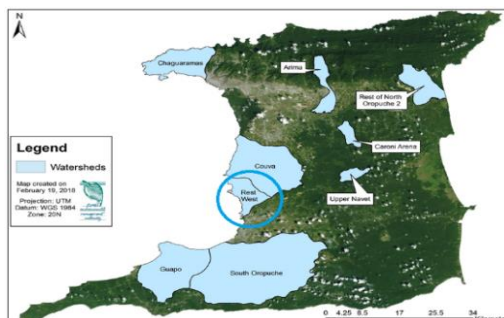 N
Chaguaramas
Arima
Rest of North
Oropuche 2
Caroni Arena
Legend
Watersheds
Map created on
February 19, 2018
Projection: UTM
Datum: WGS 1984
Zone: 20N
Couva
Rest
West
Upper Navet
Guapo
South Oropuche
0 4.25 8.5 17 25.5 34